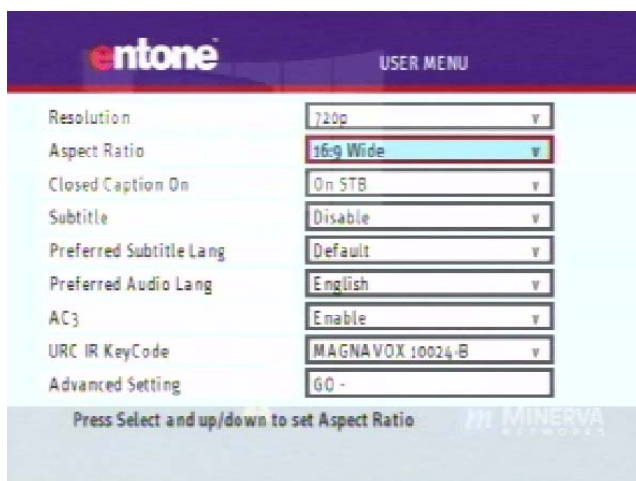 entone
USER MENU
Resolution 720p v
Aspect Ratio 16:9 Wide v
Closed Caption On On STB v
Subtitle Disable v
Preferred Subtitle Lang Default v
Preferred Audio Lang English v
AC3 Enable v
URC IR KeyCode MAGNAVOX 10024-B v
Advanced Setting GO -
Press Select and up/down to set Aspect Ratio
m MINERVA
NETWORKS